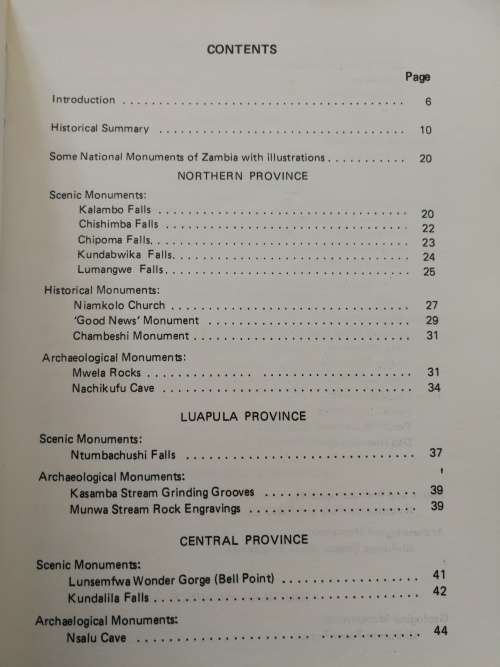 CONTENTS
Page
Introduction . . . . . . . . . . . . . . . . . . . . . . . . . . . . . . . . . . . . . . . 6
Historical Summary . . . . . . . . . . . . . . . . . . . . . . . . . . . . . . . . . . 10
Some National Monuments of Zambia with illustrations . . . . . . . . . . . 20
NORTHERN PROVINCE
Scenic Monuments:
Kalambo Falls . . . . . . . . . . . . . . . . . . . . . . . . . . . . . . . . . . 20
Chishimba Falls . . . . . . . . . . . . . . . . . . . . . . . . . . . . . . . . . 22
Chipoma Falls. . . . . . . . . . . . . . . . . . . . . . . . . . . . . . . . . . . 23
Kundabwika Falls. . . . . . . . . . . . . . . . . . . . . . . . . . . . . . . . 24
Lumangwe Falls. . . . . . . . . . . . . . . . . . . . . . . . . . . . . . . . . 25
Historical Monuments:
Niamkolo Church . . . . . . . . . . . . . . . . . . . . . . . . . . . . . . . . 27
'Good News' Monument . . . . . . . . . . . . . . . . . . . . . . . . . . . 29
Chambeshi Monument . . . . . . . . . . . . . . . . . . . . . . . . . . . . . 31
Archaeological Monuments:
Mwela Rocks . . . . . . . . . . . . . . . . . . . . . . . . . . . . . . . . . . 31
Nachikufu Cave . . . . . . . . . . . . . . . . . . . . . . . . . . . . . . . . . 34
LUAPULA PROVINCE
Scenic Monuments:
Ntumbachushi Falls . . . . . . . . . . . . . . . . . . . . . . . . . . . . . . 37
Archaeological Monuments:
Kasamba Stream Grinding Grooves . . . . . . . . . . . . . . . . . . . . 39
Munwa Stream Rock Engravings . . . . . . . . . . . . . . . . . . . . . . 39
CENTRAL PROVINCE
Scenic Monuments:
Lunsemfwa Wonder Gorge (Bell Point) . . . . . . . . . . . . . . . . . 41
Kundalila Falls . . . . . . . . . . . . . . . . . . . . . . . . . . . . . . . . . . 42
Archaelogical Monuments:
Nsalu Cave . . . . . . . . . . . . . . . . . . . . . . . . . . . . . . . . . . . . 44